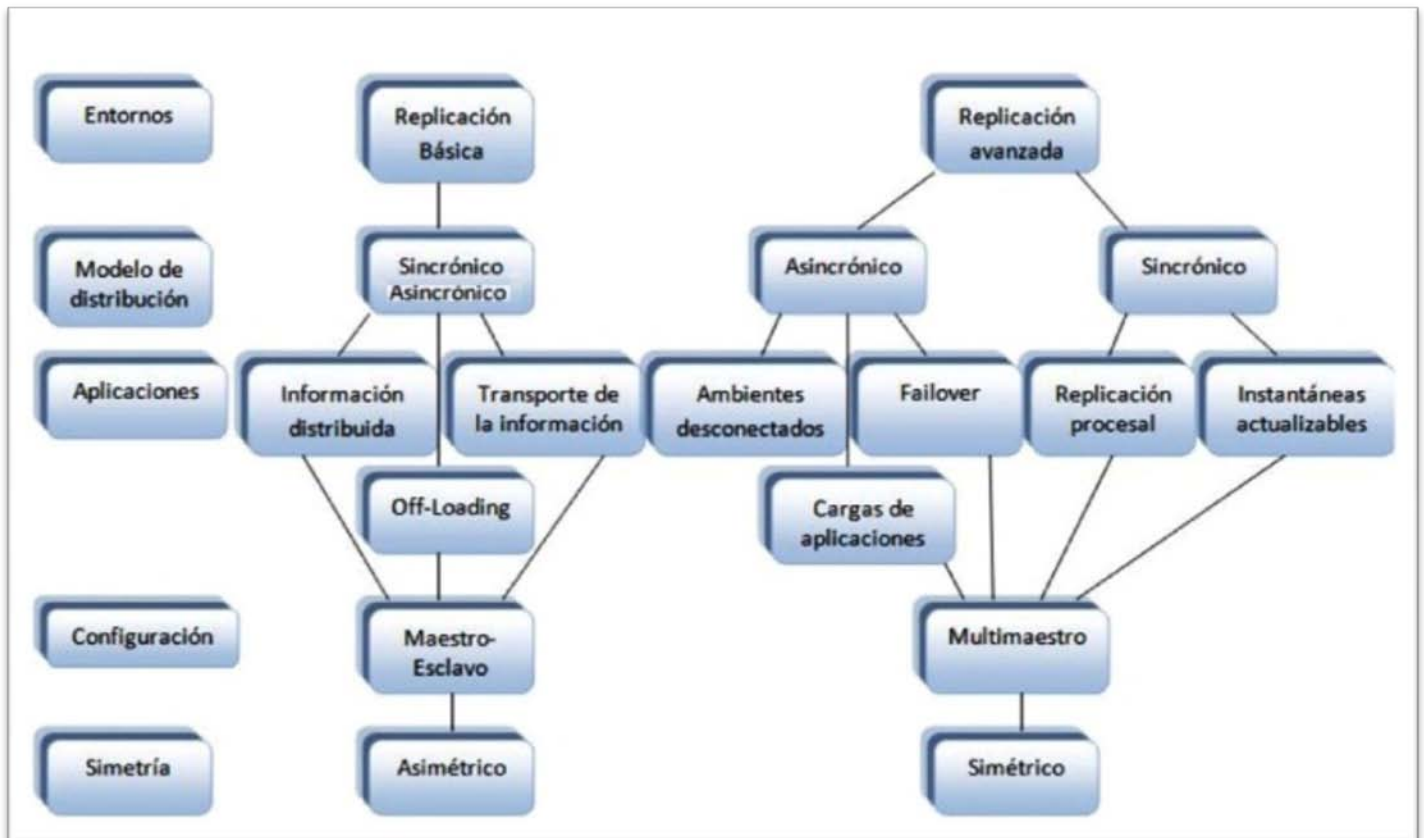 Entornos
Replicación
Básica
Replicación
avanzada
Modelo de
distribución
Sincrónico
Asincrónico
Asincrónico
Sincrónico
Aplicaciones
Información
distribuida
Transporte de
la información
Ambientes
desconectados
Failover
Replicación
procesal
Instantáneas
actualizables
Off-Loading
Cargas de
aplicaciones
Configuración
Maestro-
Esclavo
Multimaestro
Simetría
Asimétrico
Simétrico